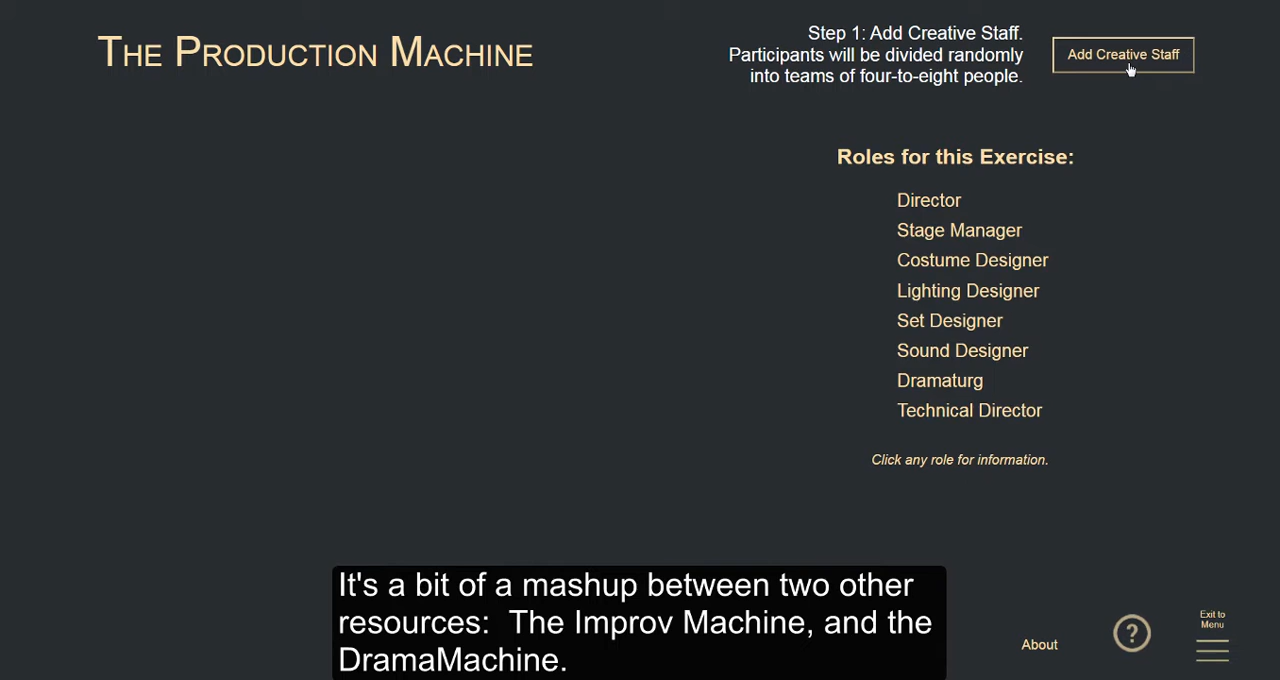 The Production Machine
Step 1: Add Creative Staff.
Participants will be divided randomly
into teams of four-to-eight people.
Add Creative Staff
Roles for this Exercise:
Director
Stage Manager
Costume Designer
Lighting Designer
Set Designer
Sound Designer
Dramaturg
Technical Director
Click any role for information.
It's a bit of a mashup between two other
resources:  The Improv Machine, and the
DramaMachine.
About
?
Exit to
Menu